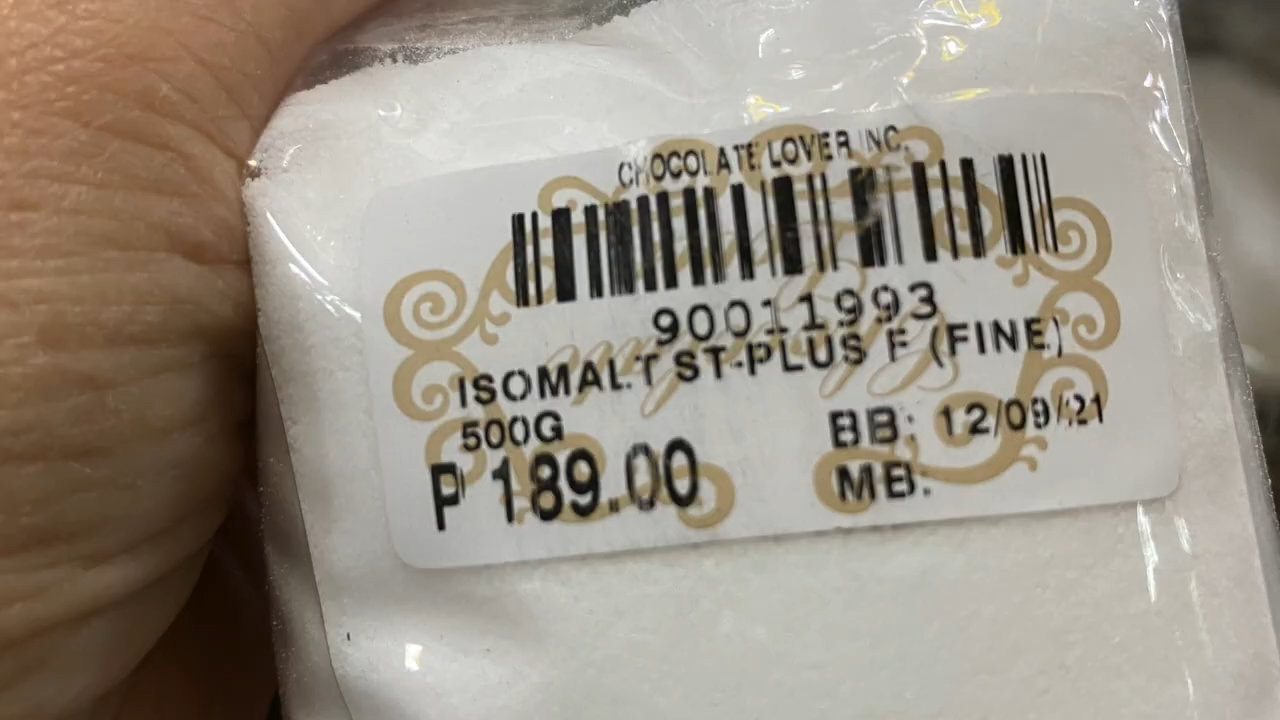 CHOCOLATE LOVER INC.
90011993
ISOMALT ST-PLUS F (FINE)
500G
BB: 12/09/21
P 189.00
MB: